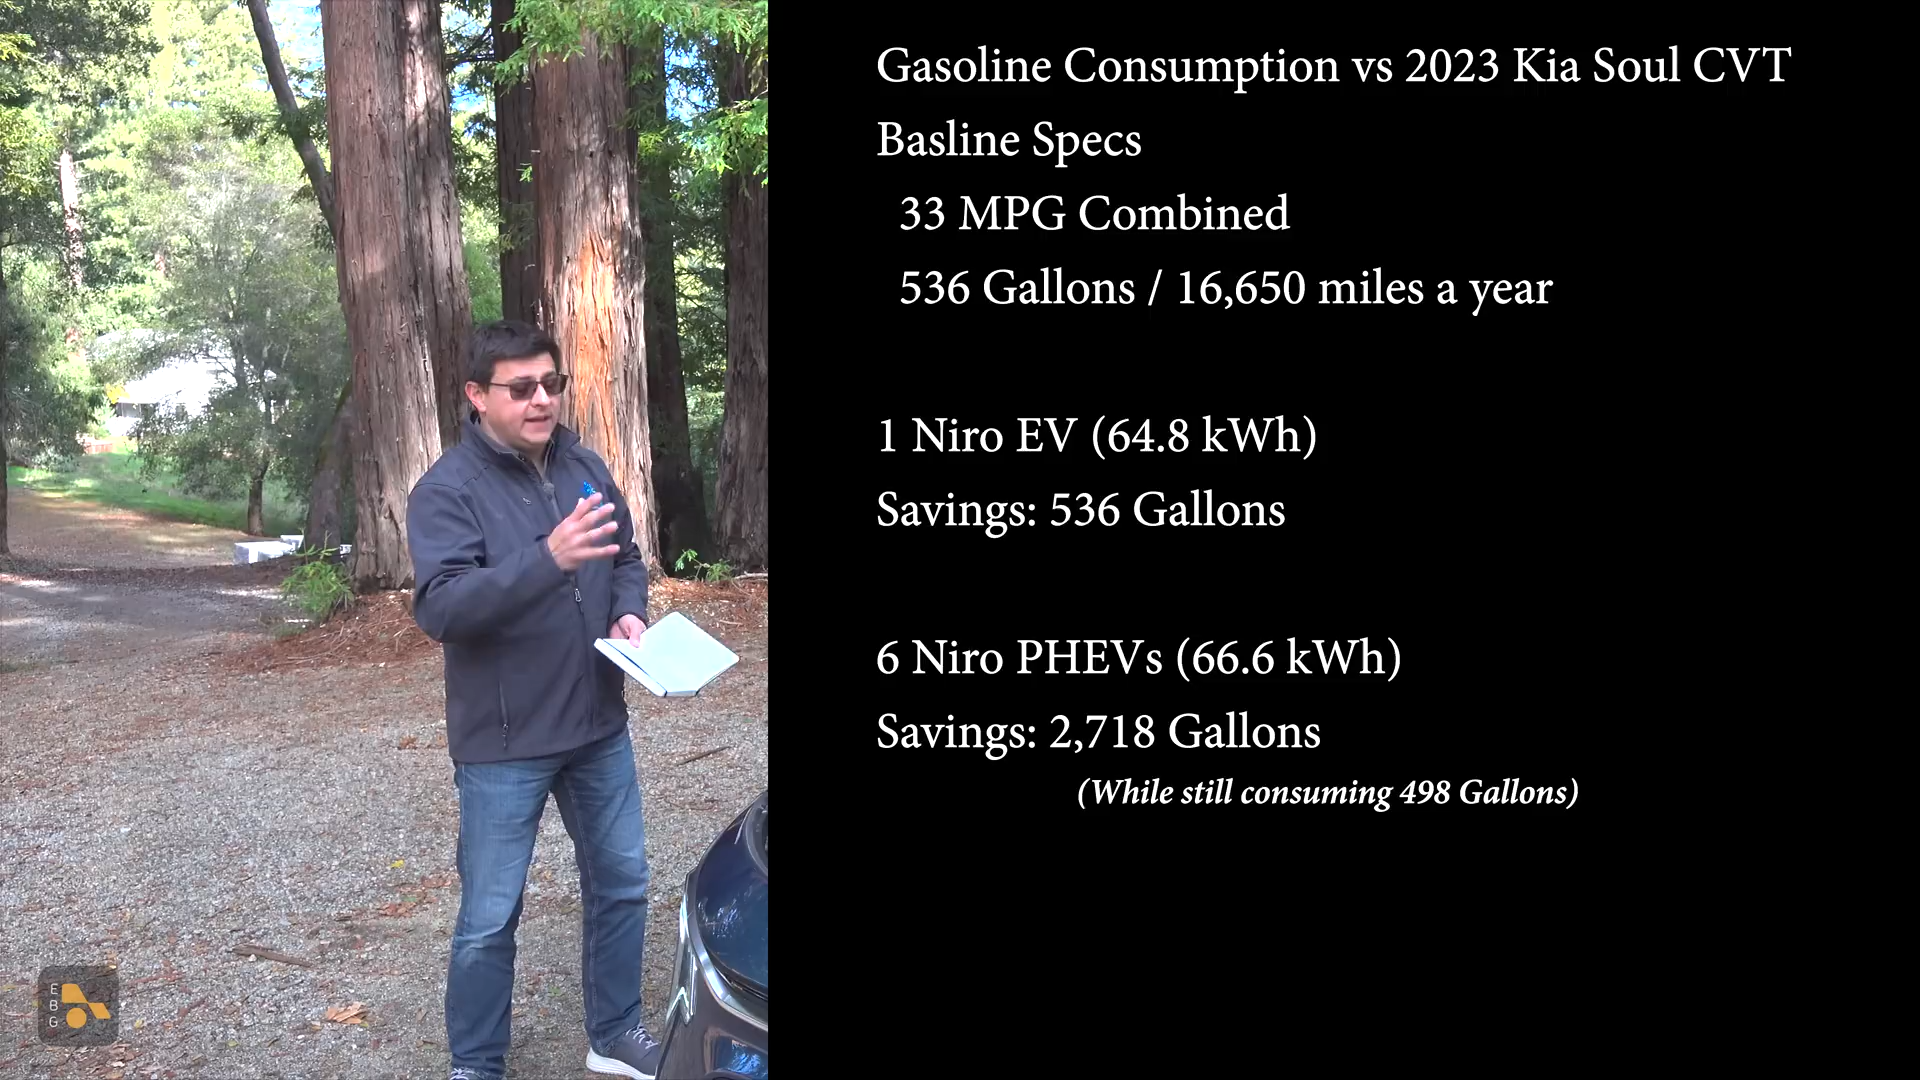 Gasoline Consumption vs 2023 Kia Soul CVT
Basline Specs
33 MPG Combined
536 Gallons / 16,650 miles a year
1 Niro EV (64.8 kWh)
Savings: 536 Gallons
6 Niro PHEVs (66.6 kWh)
Savings: 2,718 Gallons
(While still consuming 498 Gallons)
E
B
G